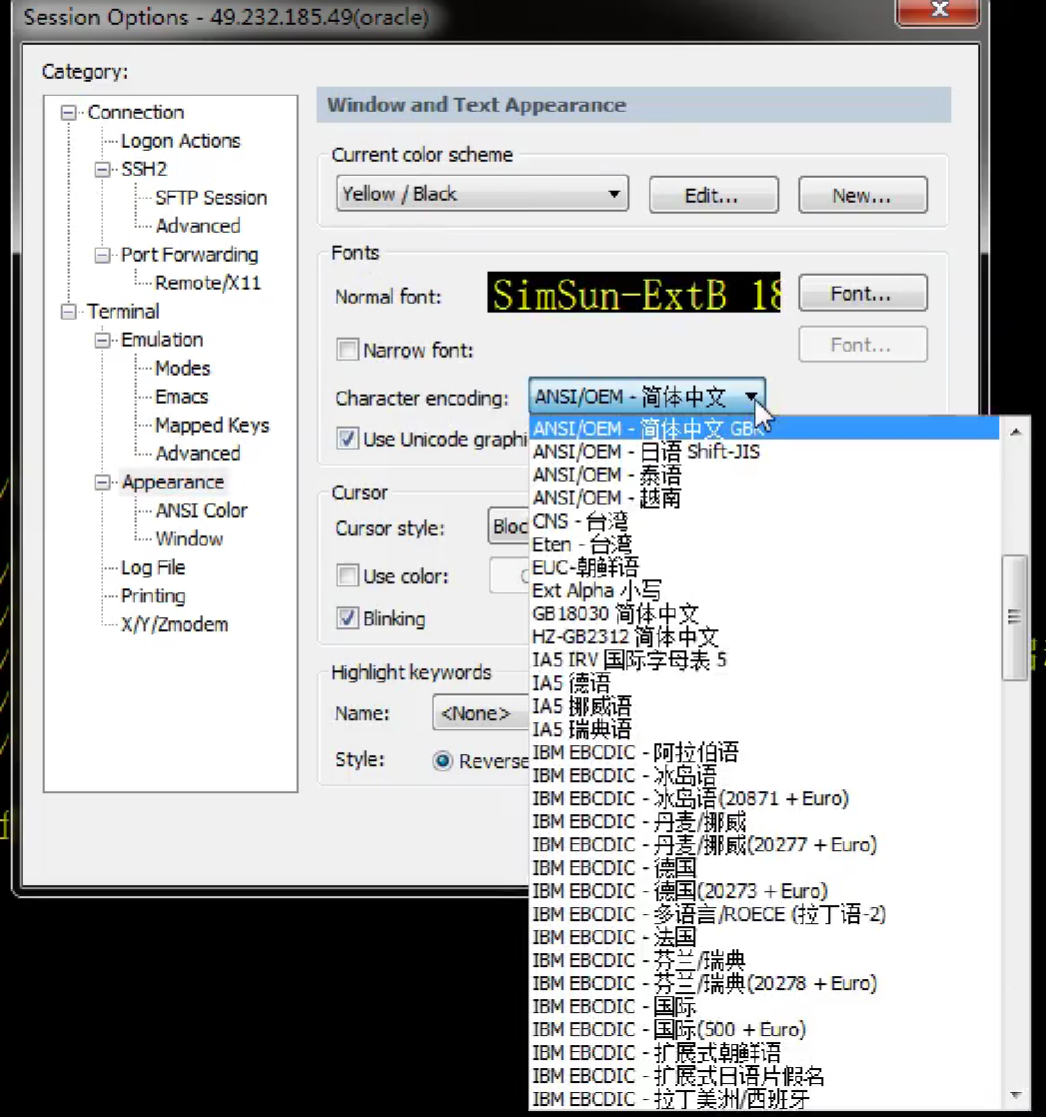 Session Options - 49.232.185.49(oracle)
Category:
Connection
Logon Actions
SSH2
SFTP Session
Advanced
Port Forwarding
Remote/X11
Terminal
Emulation
Modes
Emacs
Mapped Keys
Advanced
Appearance
ANSI Color
Window
Log File
Printing
X/Y/Zmodem
Window and Text Appearance
Current color scheme
Yellow / Black
Edit...
New...
Fonts
Normal font:
SimSun-ExtB 18
Font...
Narrow font:
Font...
Character encoding:
ANSI/OEM - 简体中文
Use Unicode graphi
Cursor
Cursor style:
Bloc
Use color:
Blinking
Highlight keywords
Name:
<None>
Style:
Reverse
ANSI/OEM - 简体中文 GBK
ANSI/OEM - 日语 Shift-JIS
ANSI/OEM - 泰语
ANSI/OEM - 越南
CNS - 台湾
Eten - 台湾
EUC-朝鲜语
Ext Alpha 小写
GB18030 简体中文
HZ-GB2312 简体中文
IA5 IRV 国际字母表 5
IA5 德语
IA5 挪威语
IA5 瑞典语
IBM EBCDIC - 阿拉伯语
IBM EBCDIC - 冰岛语
IBM EBCDIC - 冰岛语(20871 + Euro)
IBM EBCDIC - 丹麦/挪威
IBM EBCDIC - 丹麦/挪威(20277 + Euro)
IBM EBCDIC - 德国
IBM EBCDIC - 德国(20273 + Euro)
IBM EBCDIC - 多语言/ROECE (拉丁语-2)
IBM EBCDIC - 法国
IBM EBCDIC - 芬兰/瑞典
IBM EBCDIC - 芬兰/瑞典(20278 + Euro)
IBM EBCDIC - 国际
IBM EBCDIC - 国际(500 + Euro)
IBM EBCDIC - 扩展式朝鲜语
IBM EBCDIC - 扩展式日语片假名
IBM EBCDIC - 拉丁美洲/西班牙